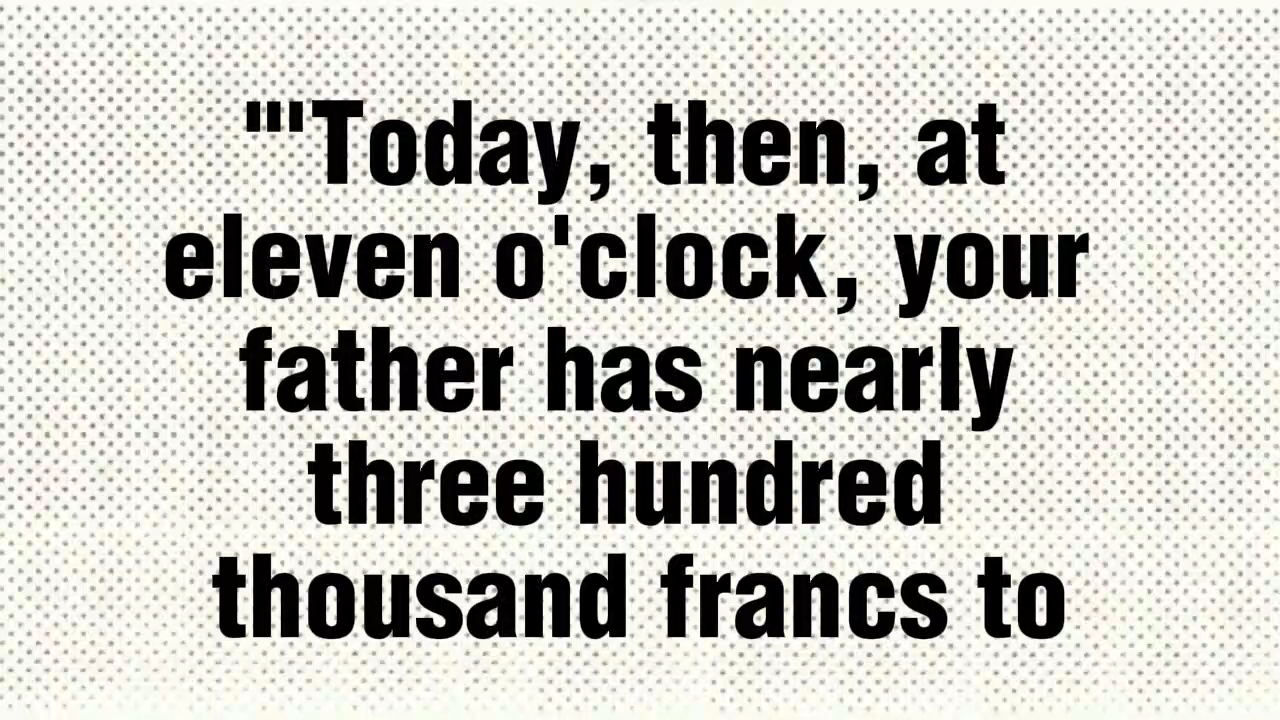 "'Today, then, at
eleven o'clock, your
father has nearly
three hundred
thousand francs to